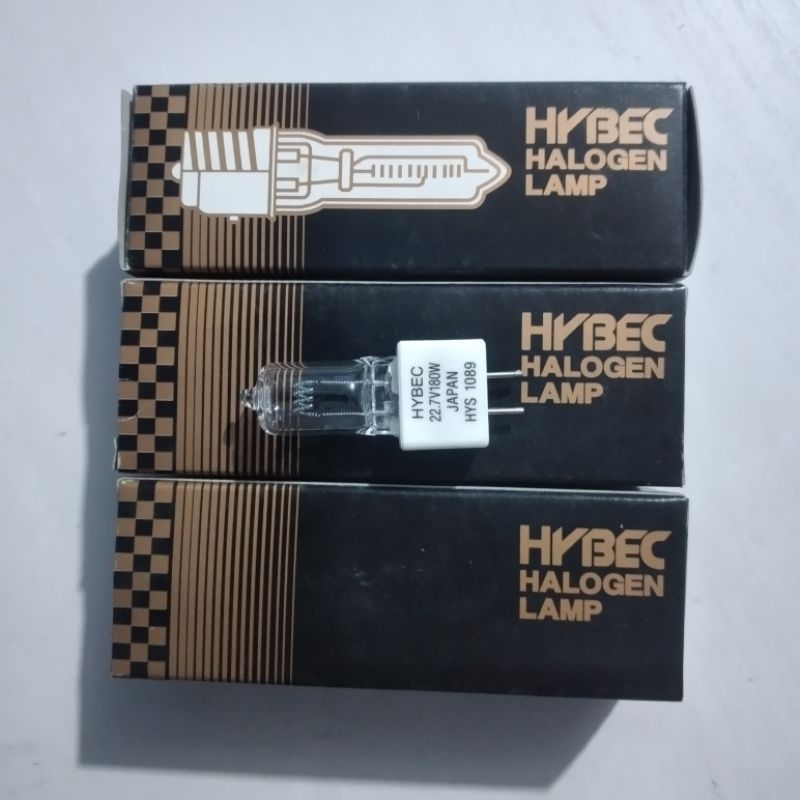 HYBEC
HALOGEN
LAMP
HYBEC
HALOGEN
LAMP
HYBEC
22.7V180W
JAPAN
HYS 1089
HYBEC
HALOGEN
LAMP